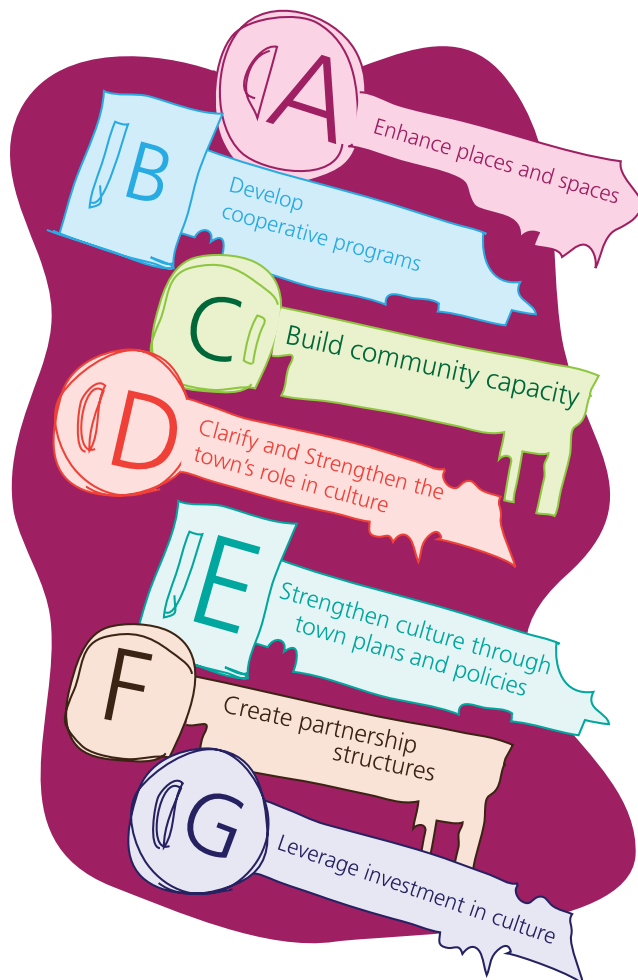 A
Enhance places and spaces
B
Develop
cooperative programs
C
Build community capacity
D
Clarify and Strengthen the
town's role in culture
E
Strengthen culture through
town plans and policies
F
Create partnership
structures
G
Leverage investment in culture